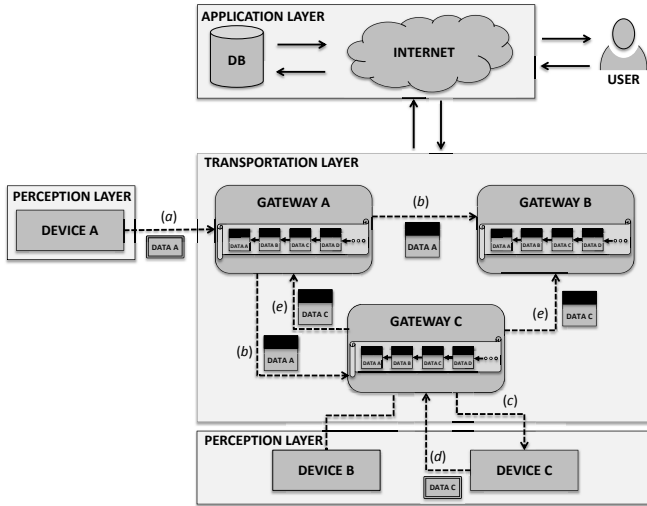 APPLICATION LAYER
DB
INTERNET
USER
TRANSPORTATION LAYER
PERCEPTION LAYER
DEVICE A
(a)
DATA A
GATEWAY A
DATA A DATA B DATA C DATA D
(b)
DATA A
GATEWAY B
DATA A DATA B DATA C DATA D
(e)
DATA C
(b)
DATA A
GATEWAY C
DATA A DATA B DATA C DATA D
(e)
DATA C
(c)
PERCEPTION LAYER
(d)
DEVICE B
DATA C
DEVICE C